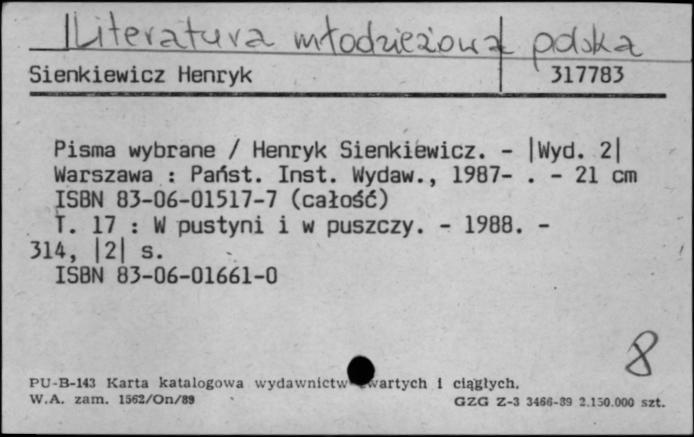 Literatura młodzieżowa polska
Sienkiewicz Henryk 317783
Pisma wybrane / Henryk Sienkiewicz. - |Wyd. 2|
Warszawa : Państ. Inst. Wydaw., 1987- . - 21 cm
ISBN 83-06-01517-7 (całość)
T. 17 : W pustyni i w puszczy. - 1988. -
314, |2| s.
ISBN 83-06-01661-0
8
PU-B-143 Karta katalogowa wydawnictw zwartych i ciągłych.
W.A. zam. 1562/On/89 GZG Z-3 3466-89 2.150.000 szt.